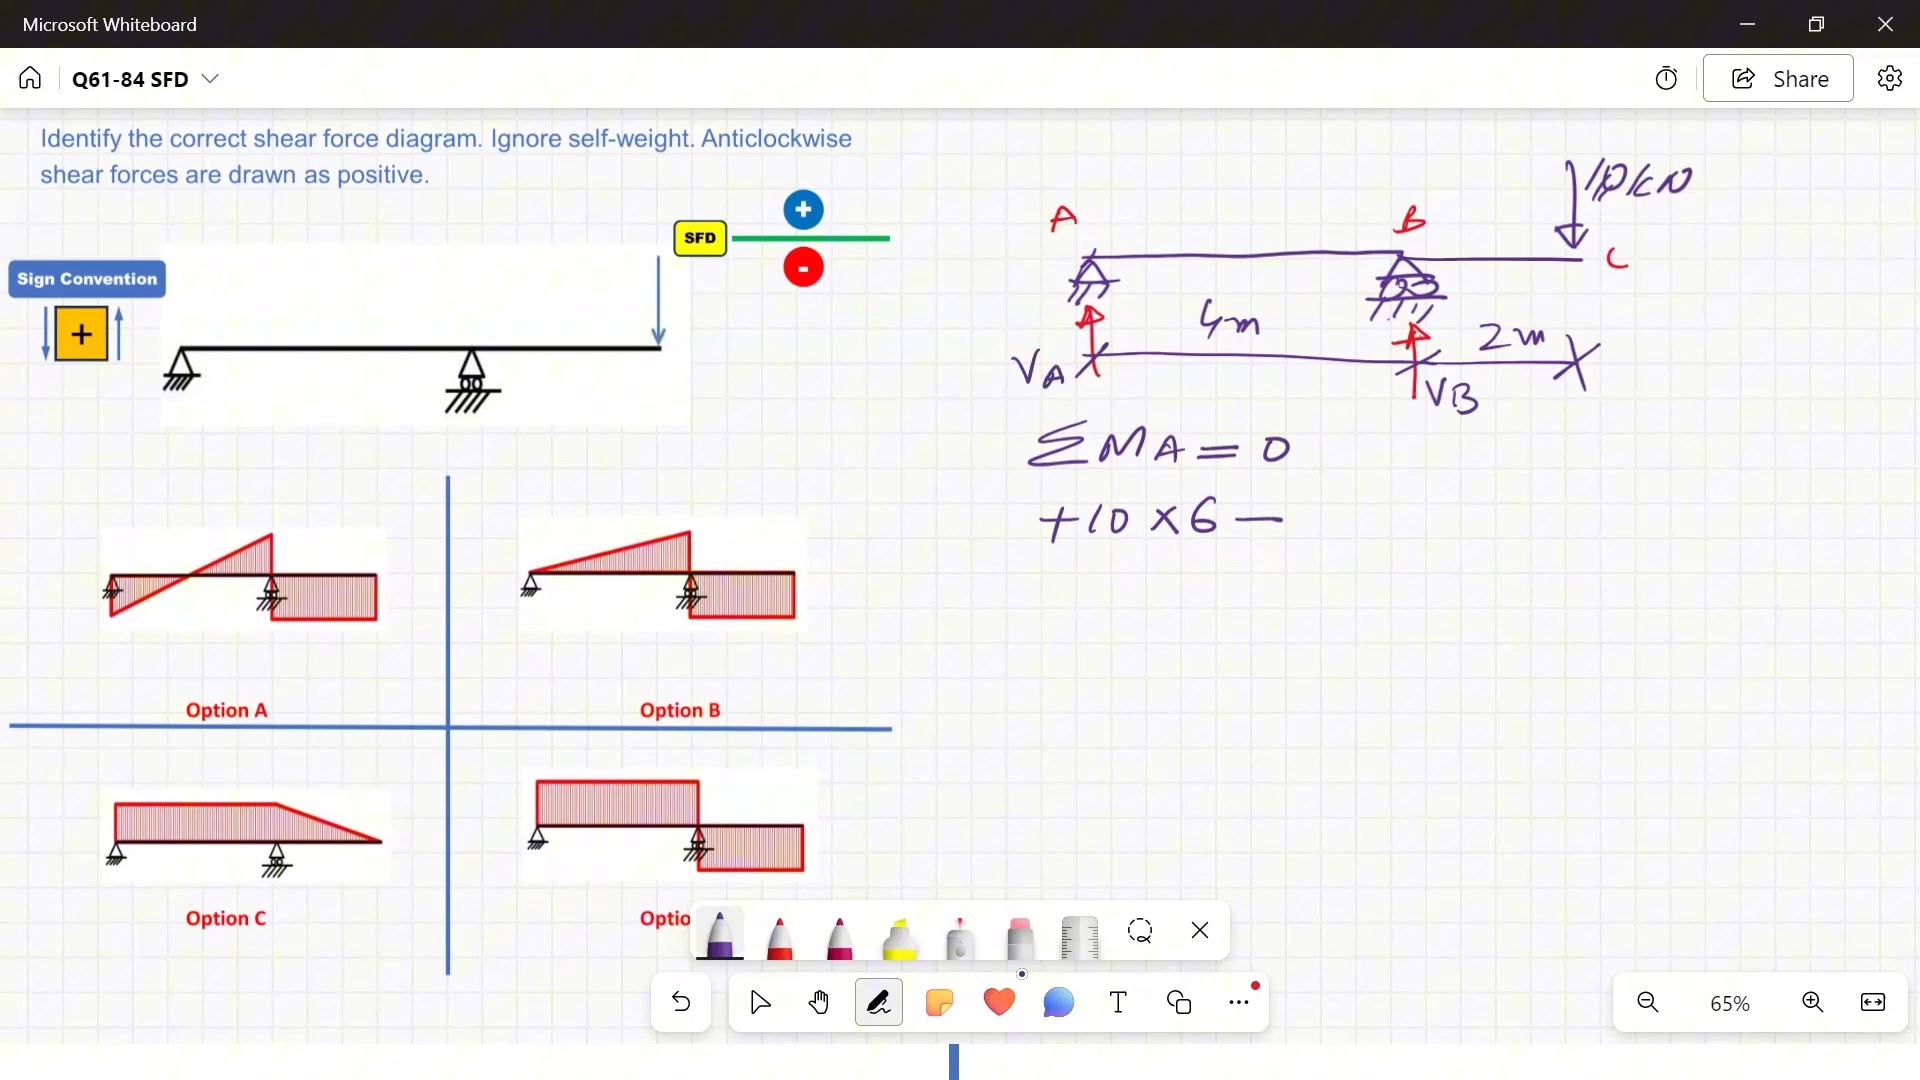 Microsoft Whiteboard
Q61-84 SFD
Share
Identify the correct shear force diagram. Ignore self-weight. Anticlockwise
shear forces are drawn as positive.
+
SFD
-
Sign Convention
+
10kN
A
B
C
4m
2m
VA
VB
ΣMA = 0
+10 × 6 —
Option A
Option B
Option C
Optio
T
65%